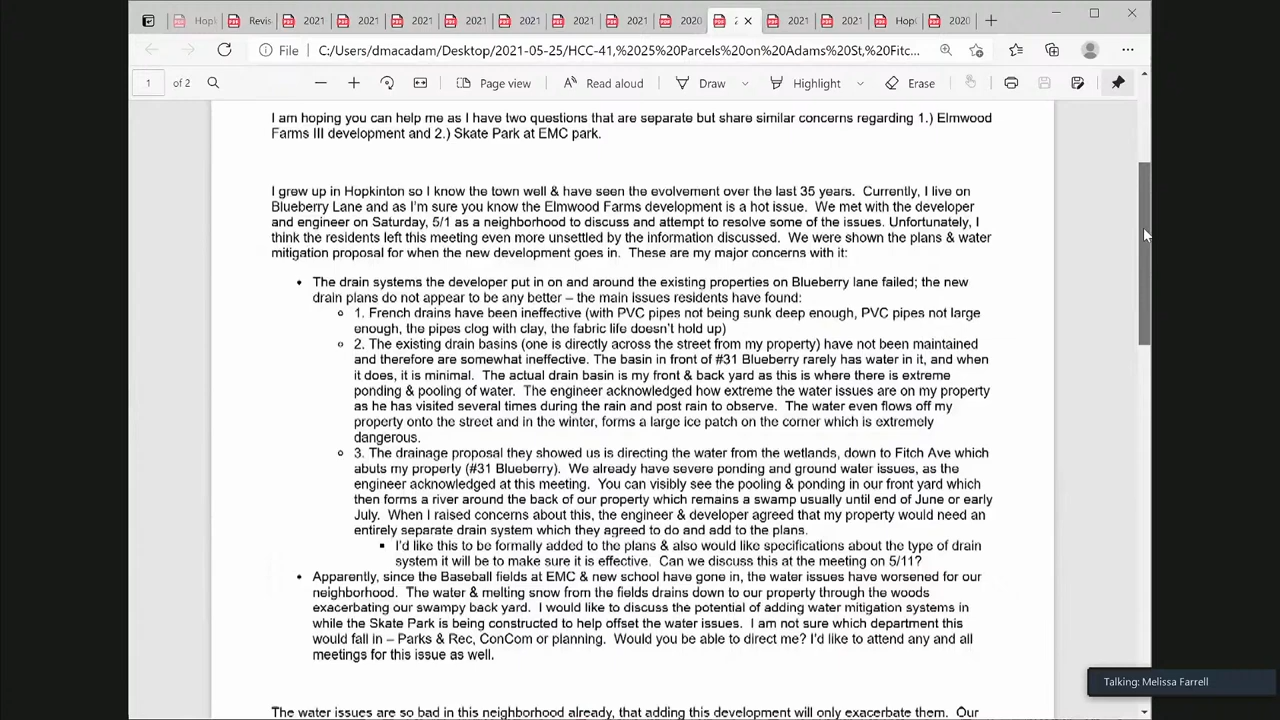 Hopl
Revis
2021
2021
2021
2021
2021
2021
2021
2020
2
2021
2021
Hop
2020
File
C:/Users/dmacadam/Desktop/2021-05-25/HCC-41,%2025%20Parcels%20on%20Adams%20St,%20Fitc...
1
of 2
Page view
Read aloud
Draw
Highlight
Erase
I am hoping you can help me as I have two questions that are separate but share similar concerns regarding 1.) Elmwood
Farms III development and 2.) Skate Park at EMC park.
I grew up in Hopkinton so I know the town well & have seen the evolvement over the last 35 years. Currently, I live on
Blueberry Lane and as I'm sure you know the Elmwood Farms development is a hot issue. We met with the developer
and engineer on Saturday, 5/1 as a neighborhood to discuss and attempt to resolve some of the issues. Unfortunately, I
think the residents left this meeting even more unsettled by the information discussed. We were shown the plans & water
mitigation proposal for when the new development goes in. These are my major concerns with it:
• The drain systems the developer put in on and around the existing properties on Blueberry lane failed; the new
drain plans do not appear to be any better – the main issues residents have found:
o 1. French drains have been ineffective (with PVC pipes not being sunk deep enough, PVC pipes not large
enough, the pipes clog with clay, the fabric life doesn't hold up)
o 2. The existing drain basins (one is directly across the street from my property) have not been maintained
and therefore are somewhat ineffective. The basin in front of #31 Blueberry rarely has water in it, and when
it does, it is minimal. The actual drain basin is my front & back yard as this is where there is extreme
ponding & pooling of water. The engineer acknowledged how extreme the water issues are on my property
as he has visited several times during the rain and post rain to observe. The water even flows off my
property onto the street and in the winter, forms a large ice patch on the corner which is extremely
dangerous.
o 3. The drainage proposal they showed us is directing the water from the wetlands, down to Fitch Ave which
abuts my property (#31 Blueberry). We already have severe ponding and ground water issues, as the
engineer acknowledged at this meeting. You can visibly see the pooling & ponding in our front yard which
then forms a river around the back of our property which remains a swamp usually until end of June or early
July. When I raised concerns about this, the engineer & developer agreed that my property would need an
entirely separate drain system which they agreed to do and add to the plans.
▪ I'd like this to be formally added to the plans & also would like specifications about the type of drain
system it will be to make sure it is effective. Can we discuss this at the meeting on 5/11?
• Apparently, since the Baseball fields at EMC & new school have gone in, the water issues have worsened for our
neighborhood. The water & melting snow from the fields drains down to our property through the woods
exacerbating our swampy back yard. I would like to discuss the potential of adding water mitigation systems in
while the Skate Park is being constructed to help offset the water issues. I am not sure which department this
would fall in – Parks & Rec, ConCom or planning. Would you be able to direct me? I'd like to attend any and all
meetings for this issue as well.
The water issues are so bad in this neighborhood already, that adding this development will only exacerbate them. Our
Talking: Melissa Farrell